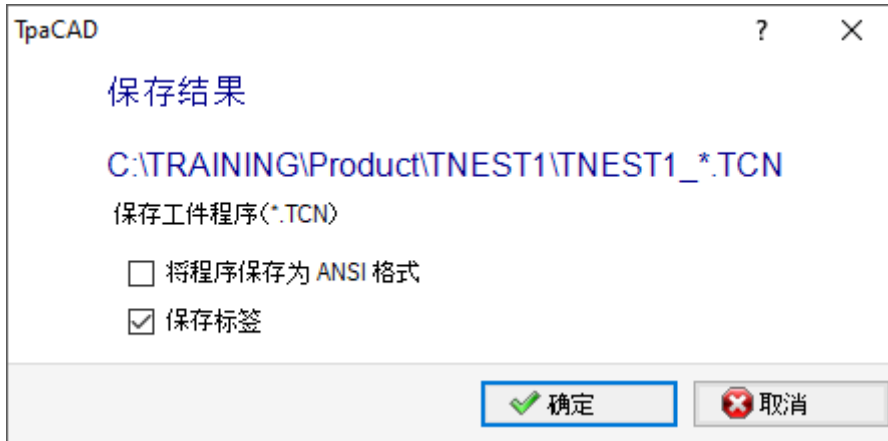 TpaCAD ?
保存结果
C:\TRAINING\Product\TNEST1\TNEST1_*.TCN
保存工件程序(*.TCN)
将程序保存为 ANSI 格式
保存标签
确定 取消